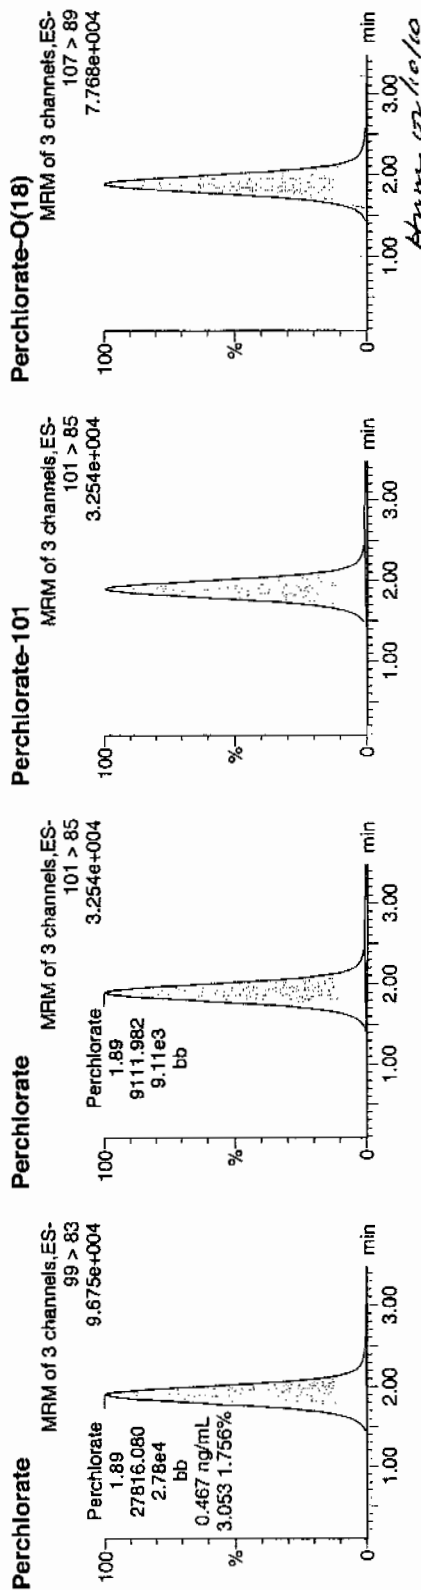 Perchlorate
MRM of 3 channels,ES-
99 > 83
9.675e+004
100
Perchlorate
1.89
27816.080
2.78e4
bb
0.467 ng/mL
3.053 1.756%
%
0
1.00
2.00
3.00
min
Perchlorate
MRM of 3 channels,ES-
101 > 85
3.254e+004
100
Perchlorate
1.89
9111.982
9.11e3
bb
%
0
1.00
2.00
3.00
min
Perchlorate-101
MRM of 3 channels,ES-
101 > 85
3.254e+004
100
%
0
1.00
2.00
3.00
min
Perchlorate-O(18)
MRM of 3 channels,ES-
107 > 89
7.768e+004
100
%
0
1.00
2.00
3.00
min